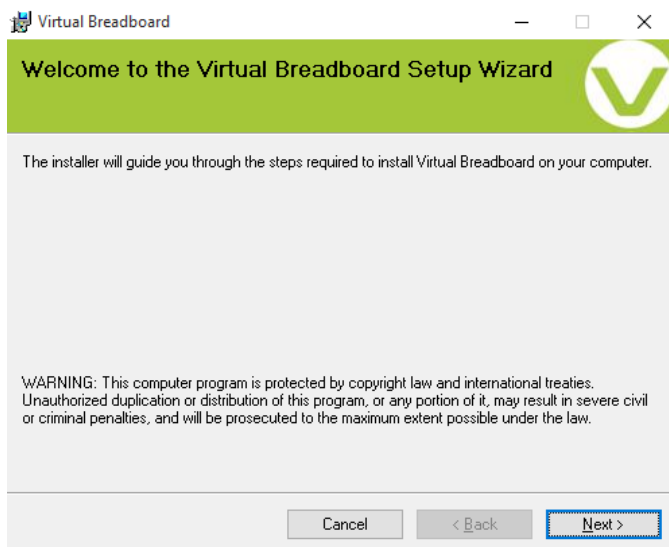 Virtual Breadboard
Welcome to the Virtual Breadboard Setup Wizard
The installer will guide you through the steps required to install Virtual Breadboard on your computer.
WARNING: This computer program is protected by copyright law and international treaties.
Unauthorized duplication or distribution of this program, or any portion of it, may result in severe civil
or criminal penalties, and will be prosecuted to the maximum extent possible under the law.
Cancel
< Back
Next >